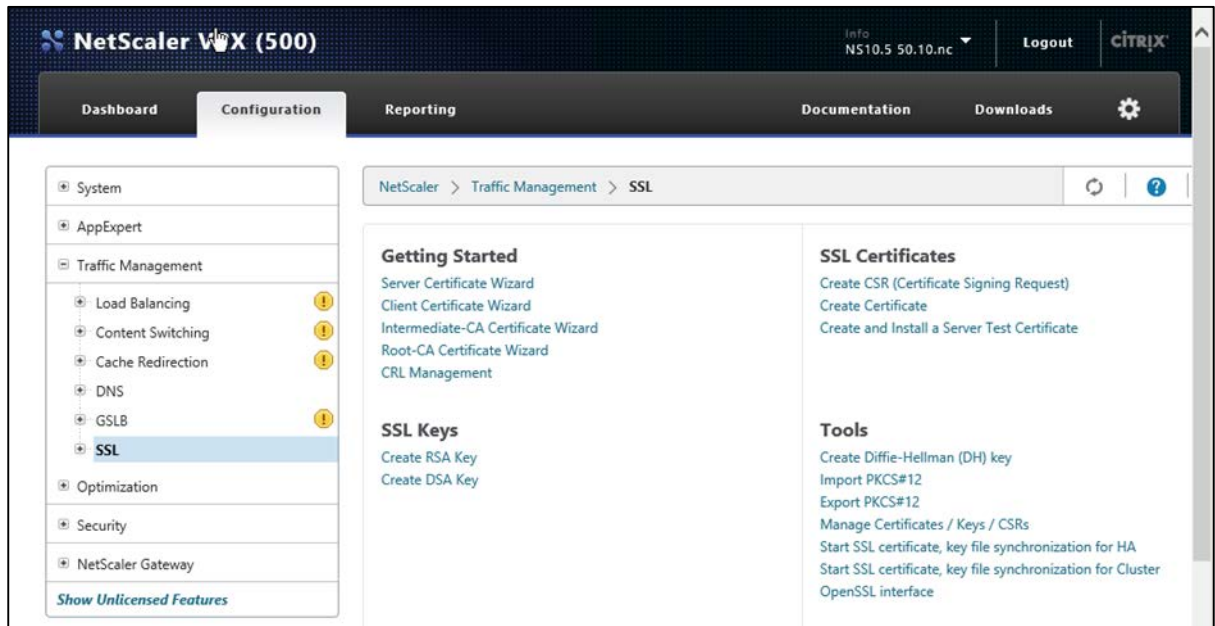 NetScaler VPX (500)
Info
NS10.5 50.10.nc
Logout
CİTRIX
Dashboard
Configuration
Reporting
Documentation
Downloads
System
AppExpert
Traffic Management
Load Balancing
Content Switching
Cache Redirection
DNS
GSLB
SSL
Optimization
Security
NetScaler Gateway
Show Unlicensed Features
NetScaler > Traffic Management > SSL
Getting Started
Server Certificate Wizard
Client Certificate Wizard
Intermediate-CA Certificate Wizard
Root-CA Certificate Wizard
CRL Management
SSL Certificates
Create CSR (Certificate Signing Request)
Create Certificate
Create and Install a Server Test Certificate
SSL Keys
Create RSA Key
Create DSA Key
Tools
Create Diffie-Hellman (DH) key
Import PKCS#12
Export PKCS#12
Manage Certificates / Keys / CSRs
Start SSL certificate, key file synchronization for HA
Start SSL certificate, key file synchronization for Cluster
OpenSSL interface